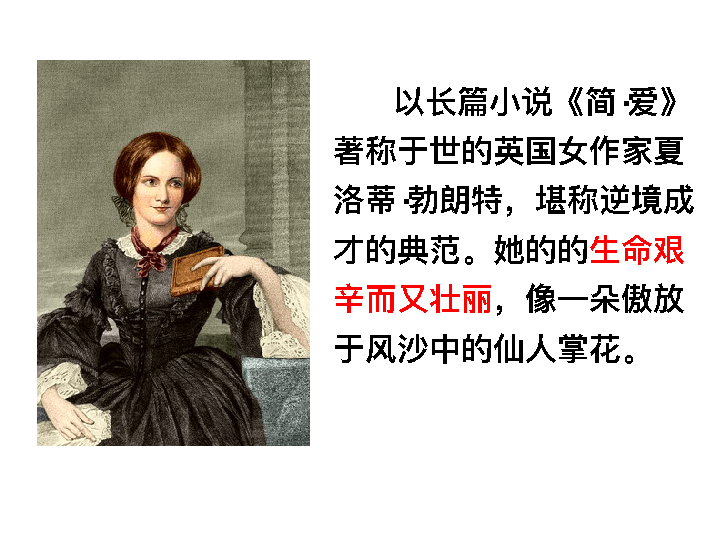 以长篇小说《简·爱》
著称于世的英国女作家夏
洛蒂·勃朗特，堪称逆境成
才的典范。她的的生命艰
辛而又壮丽，像一朵傲放
于风沙中的仙人掌花。